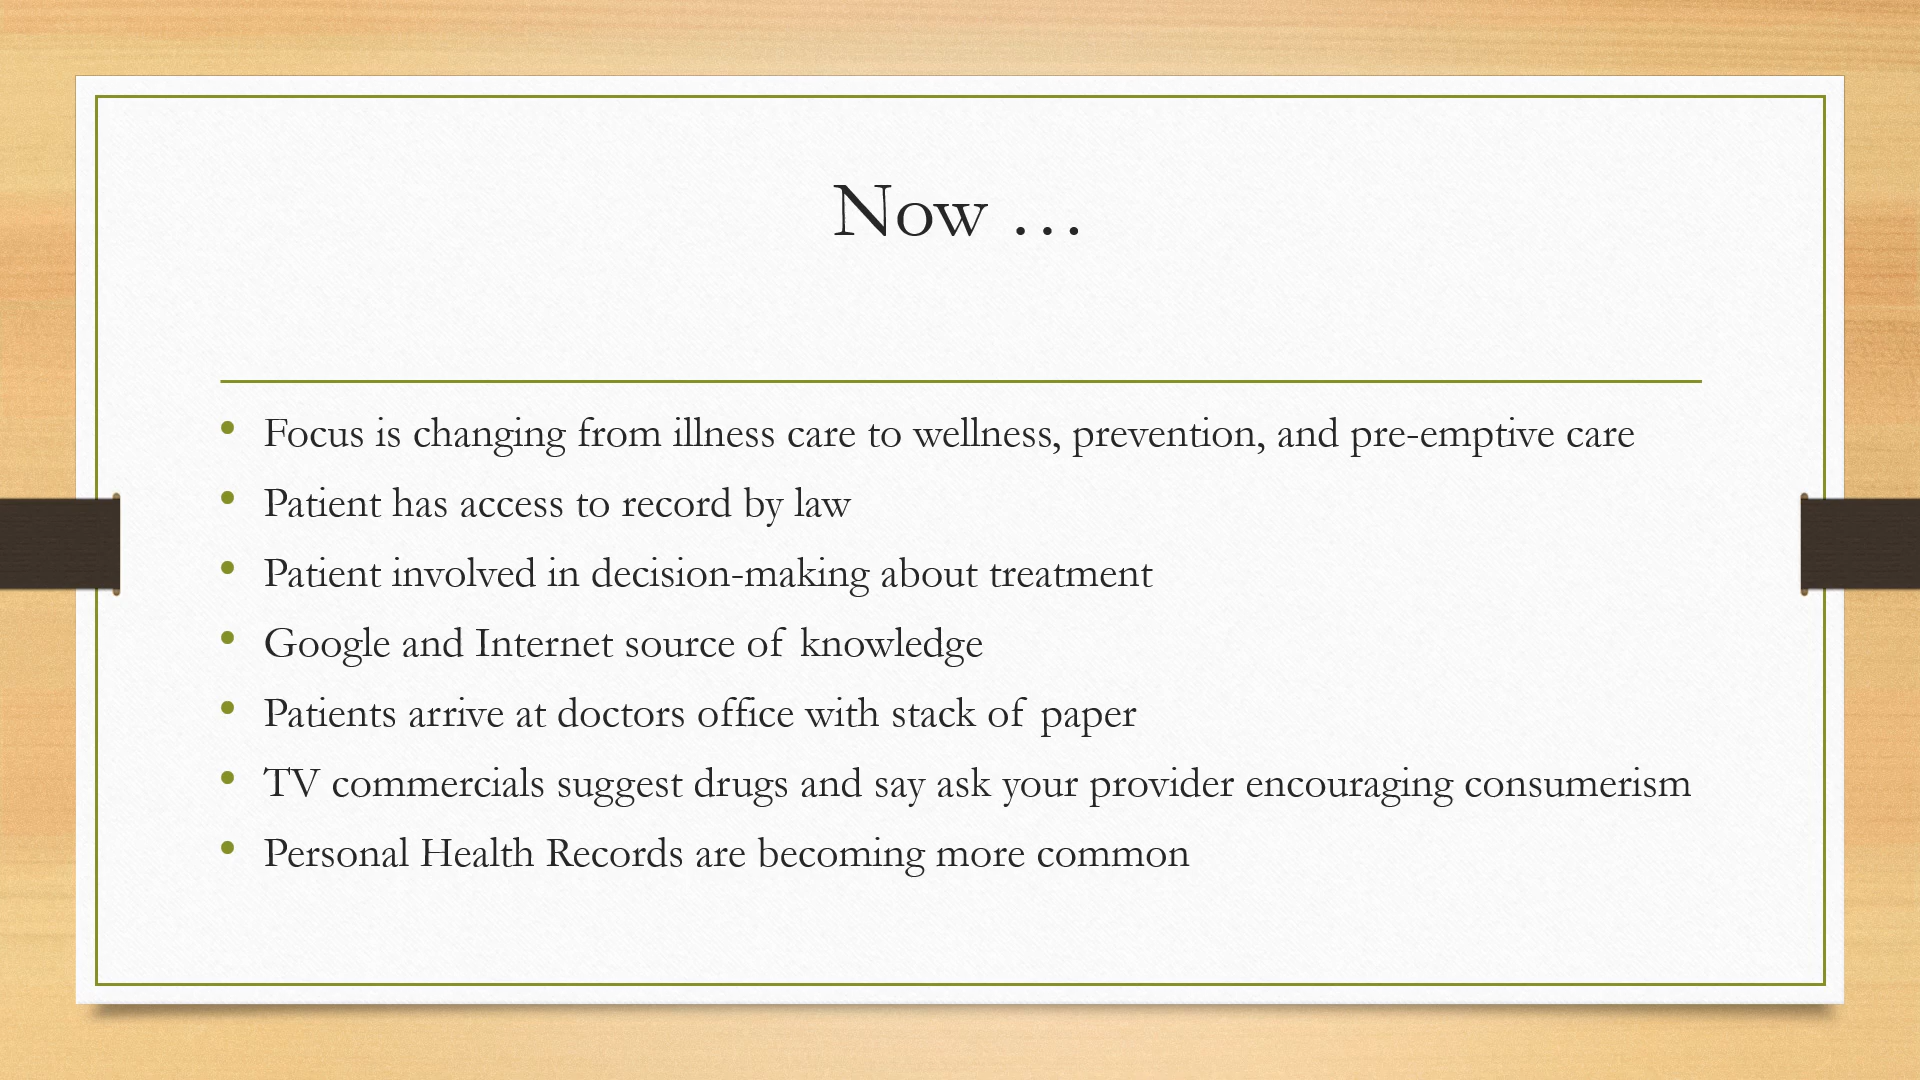 Now …
• Focus is changing from illness care to wellness, prevention, and pre-emptive care
• Patient has access to record by law
• Patient involved in decision-making about treatment
• Google and Internet source of knowledge
• Patients arrive at doctors office with stack of paper
• TV commercials suggest drugs and say ask your provider encouraging consumerism
• Personal Health Records are becoming more common